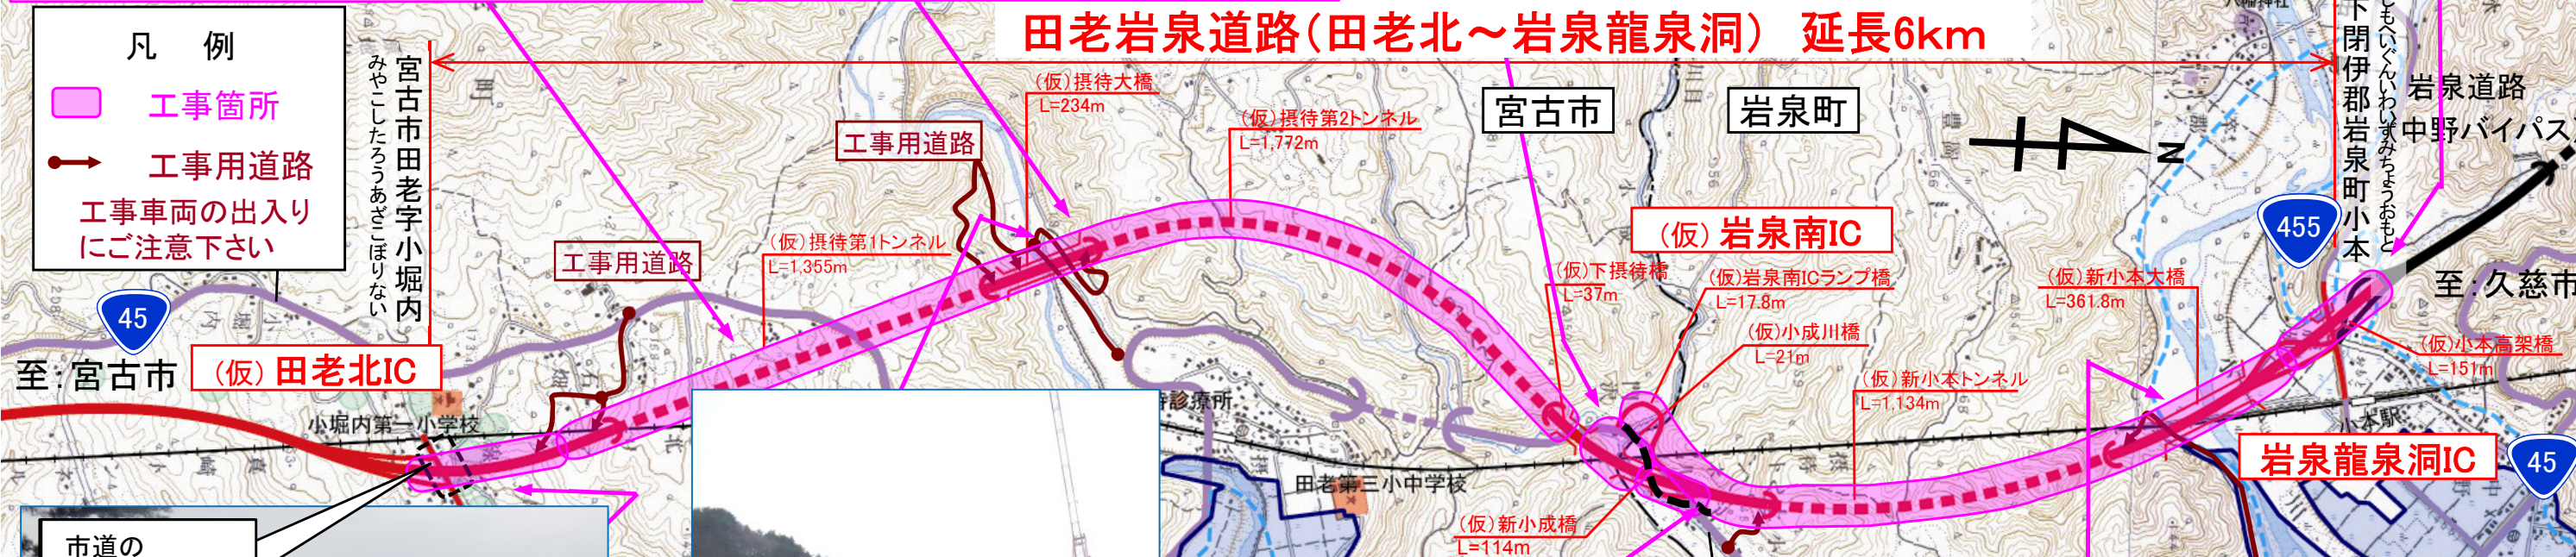 田老岩泉道路(田老北～岩泉龍泉洞) 延長6km
凡 例
工事箇所
工事用道路
工事車両の出入り
にご注意下さい
宮古市田老字小堀内
みやこしたろうあざこぼりない
45
至:宮古市
(仮)田老北IC
小堀内第一小学校
市道の
工事用道路
(仮)摂待第1トンネル
L=1,355m
工事用道路
(仮)摂待大橋
L=234m
(仮)摂待第2トンネル
L=1,772m
宮古市
岩泉町
N
(仮)岩泉南IC
(仮)下摂待橋
L=37m
(仮)岩泉南ICランプ橋
L=17.8m
(仮)小成川橋
L=21m
(仮)新小本トンネル
L=1,134m
(仮)新小成橋
L=114m
診療所
田老第三小中学校
(仮)新小本大橋
L=361.8m
(仮)小本高架橋
L=151m
小本駅
岩泉龍泉洞IC
45
455
下閉伊郡岩泉町小本
しもへいぐんいわいずみちょうおもと
岩泉道路
中野バイパス
至:久慈市